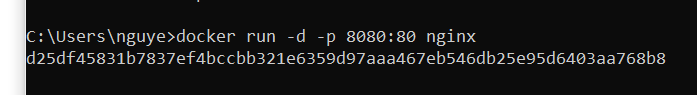 C:\Users\nguye>docker run -d -p 8080:80 nginx
d25df45831b7837ef4bccbb321e6359d97aaa467eb546db25e95d6403aa768b8